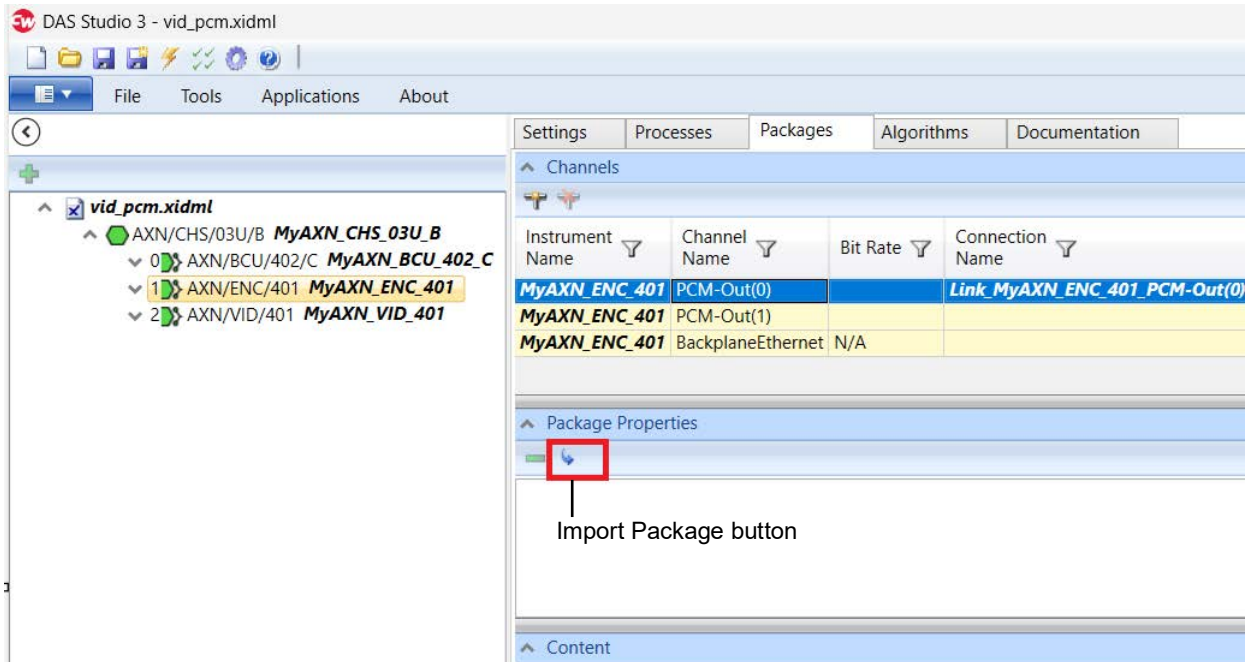 DAS Studio 3 - vid_pcm.xidml
File Tools Applications About
Settings Processes Packages Algorithms Documentation
Channels
vid_pcm.xidml
AXN/CHS/03U/B MyAXN_CHS_03U_B
0 AXN/BCU/402/C MyAXN_BCU_402_C
1 AXN/ENC/401 MyAXN_ENC_401
2 AXN/VID/401 MyAXN_VID_401
Instrument Name Channel Name Bit Rate Connection Name
MyAXN_ENC_401 PCM-Out(0) Link_MyAXN_ENC_401_PCM-Out(0)
MyAXN_ENC_401 PCM-Out(1)
MyAXN_ENC_401 BackplaneEthernet N/A
Package Properties
Import Package button
Content